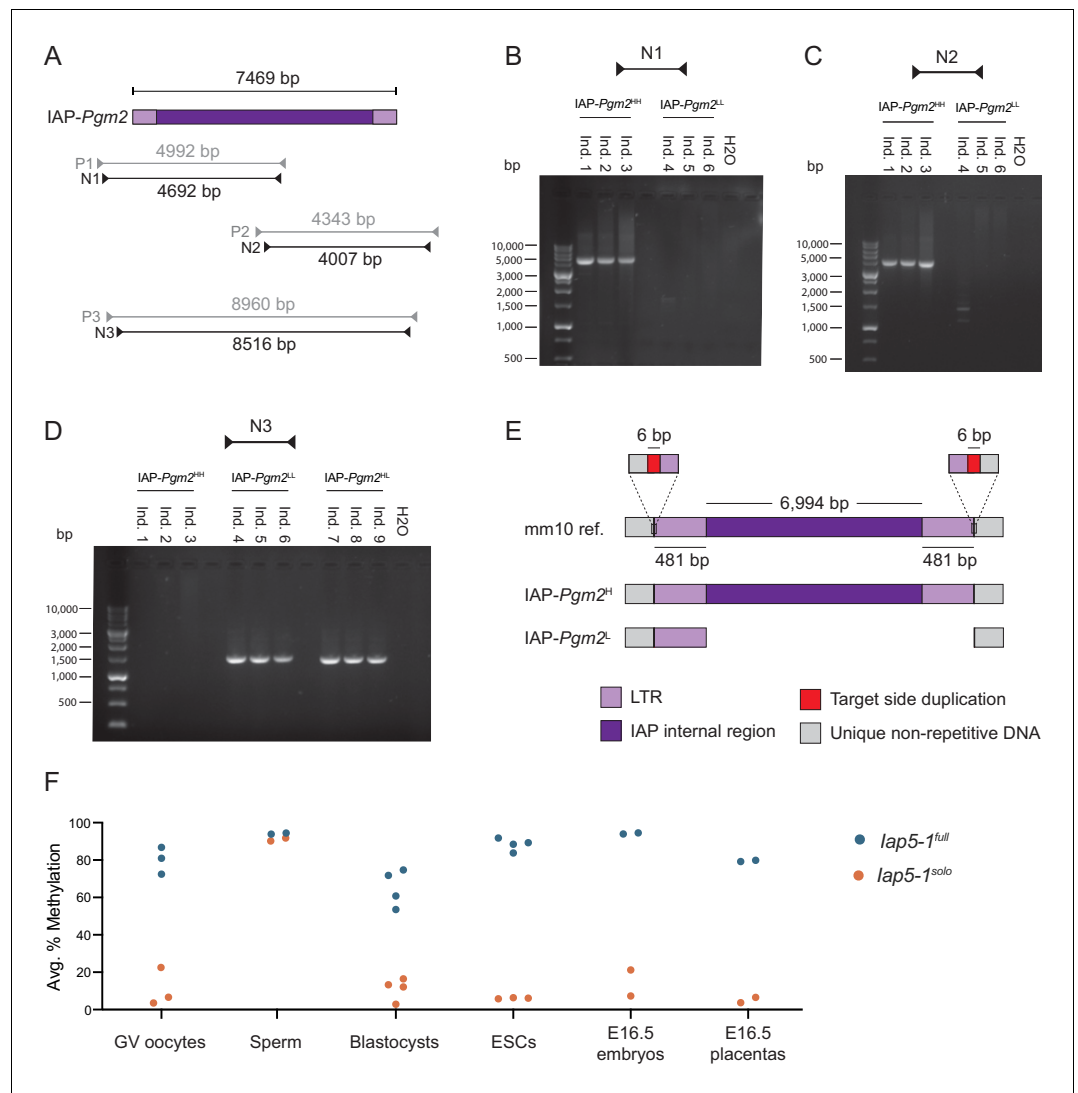 A
7469 bp
IAP-Pgm2
P1
4992 bp
N1
4692 bp
P2
4343 bp
N2
4007 bp
P3
8960 bp
N3
8516 bp
B
N1
IAP-Pgm2HH
IAP-Pgm2LL
bp
Ind. 1
Ind. 2
Ind. 3
Ind. 4
Ind. 5
Ind. 6
H2O
10,000
5,000
3,000
2,000
1,500
1,000
500
C
N2
IAP-Pgm2HH
IAP-Pgm2LL
bp
Ind. 1
Ind. 2
Ind. 3
Ind. 4
Ind. 5
Ind. 6
H2O
10,000
5,000
3,000
2,000
1,500
1,000
500
D
N3
IAP-Pgm2HH
IAP-Pgm2LL
IAP-Pgm2HL
bp
Ind. 1
Ind. 2
Ind. 3
Ind. 4
Ind. 5
Ind. 6
Ind. 7
Ind. 8
Ind. 9
H2O
10,000
3,000
2,000
1,500
1,000
500
E
6 bp
6 bp
6,994 bp
mm10 ref.
481 bp
481 bp
IAP-Pgm2H
IAP-Pgm2L
LTR
Target side duplication
IAP internal region
Unique non-repetitive DNA
F
Avg. % Methylation
100
80
60
40
20
0
GV oocytes
Sperm
Blastocysts
ESCs
E16.5
embryos
E16.5
placentas
Iap5-1full
Iap5-1solo